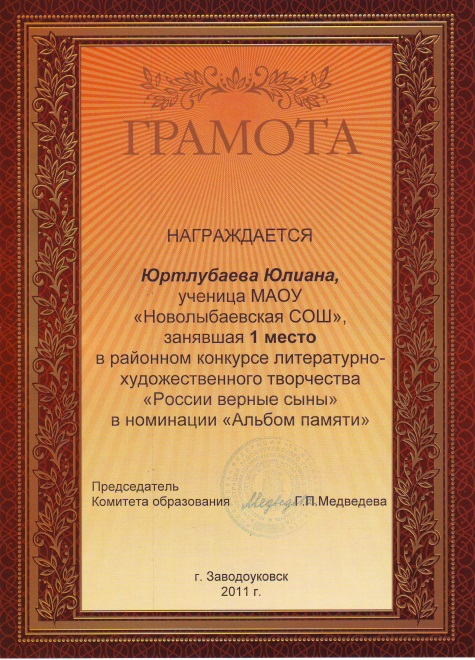 ГРАМОТА
НАГРАЖДАЕТСЯ
Юртлубаева Юлиана,
ученица МАОУ
«Новолыбаевская СОШ»,
занявшая 1 место
в районном конкурсе литературно-
художественного творчества
«России верные сыны»
в номинации «Альбом памяти»
Председатель
Комитета образования Г.П.Медведева
г. Заводоуковск
2011 г.